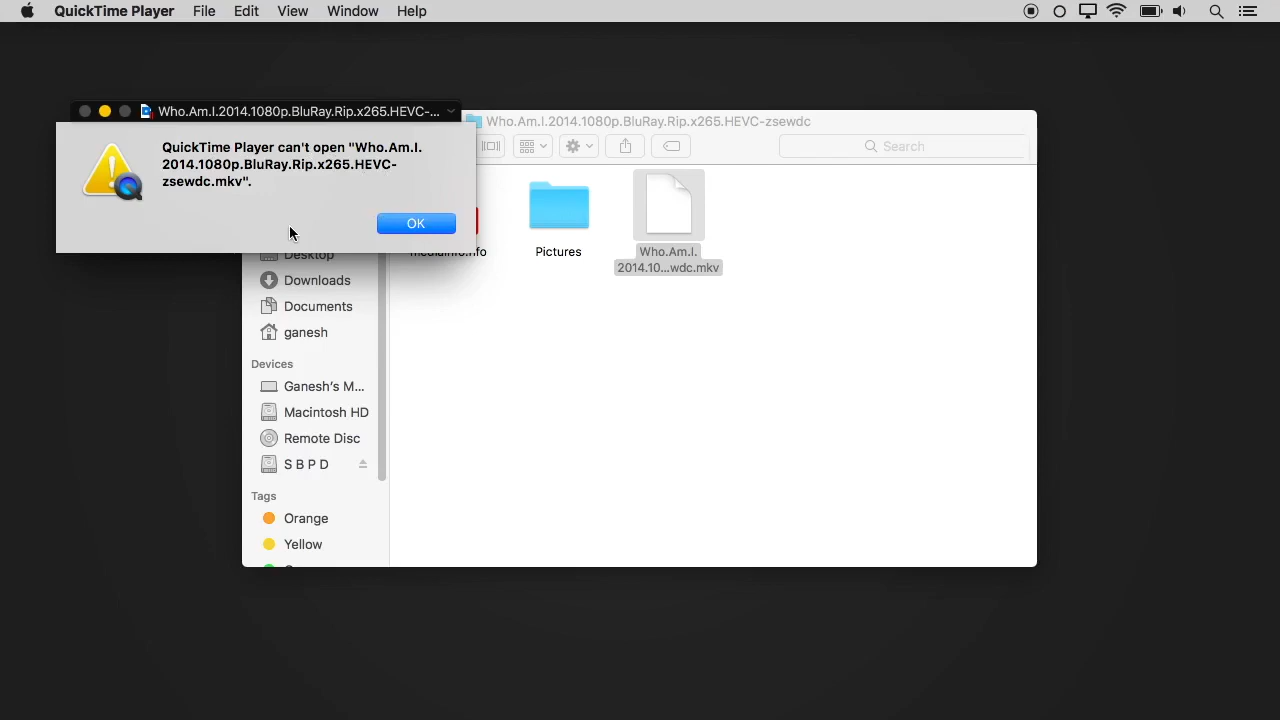 QuickTime Player File Edit View Window Help
Who.Am.I.2014.1080p.BluRay.Rip.x265.HEVC-...
QuickTime Player can't open "Who.Am.I.
2014.1080p.BluRay.Rip.x265.HEVC-
zsewdc.mkv".
OK
Who.Am.I.2014.1080p.BluRay.Rip.x265.HEVC-zsewdc
Search
mediainfo.nfo
Pictures
Who.Am.I.
2014.10...wdc.mkv
Desktop
Downloads
Documents
ganesh
Devices
Ganesh's M...
Macintosh HD
Remote Disc
S B P D
Tags
Orange
Yellow